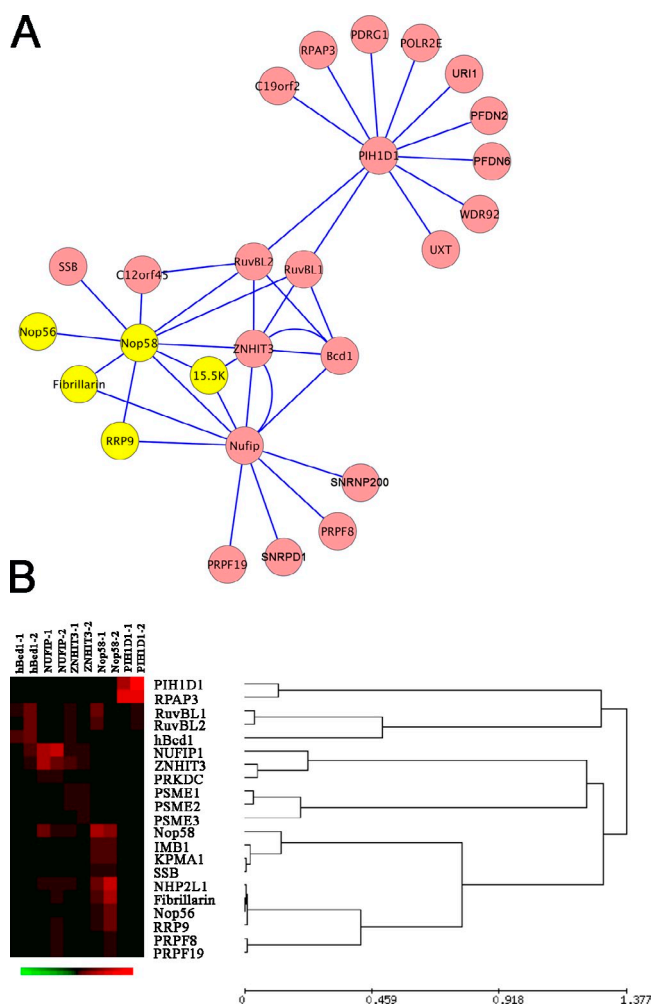 A
PDRG1
RPAP3
POLR2E
C19orf2
URI1
PFDN2
PIH1D1
PFDN6
WDR92
UXT
SSB
C12orf45
RuvBL2
RuvBL1
Nop56
Nop58
ZNHIT3
Bcd1
Fibrillarin
15.5K
RRP9
Nufip
SNRNP200
PRPF8
SNRPD1
PRPF19
B
hBcd1-1
hBcd1-2
NUFIP-1
NUFIP-2
ZNHIT3-1
ZNHIT3-2
Nop58-1
Nop58-2
PIH1D1-1
PIH1D1-2
PIH1D1
RPAP3
RuvBL1
RuvBL2
hBcd1
NUFIP1
ZNHIT3
PRKDC
PSME1
PSME2
PSME3
Nop58
IMB1
KPMA1
SSB
NHP2L1
Fibrillarin
Nop56
RRP9
PRPF8
PRPF19
0 0.459 0.918 1.377